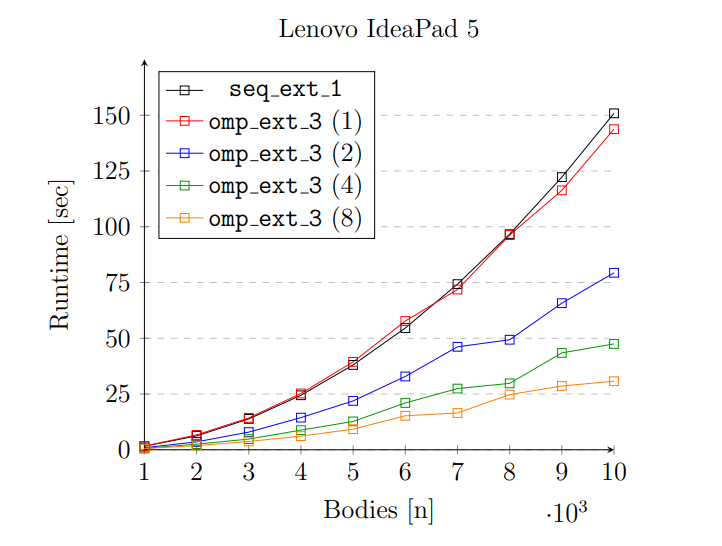 Lenovo IdeaPad 5
seq_ext_1
omp_ext_3 (1)
omp_ext_3 (2)
omp_ext_3 (4)
omp_ext_3 (8)
150
125
100
75
50
25
0
Runtime [sec]
1 2 3 4 5 6 7 8 9 10
Bodies [n]
·10³